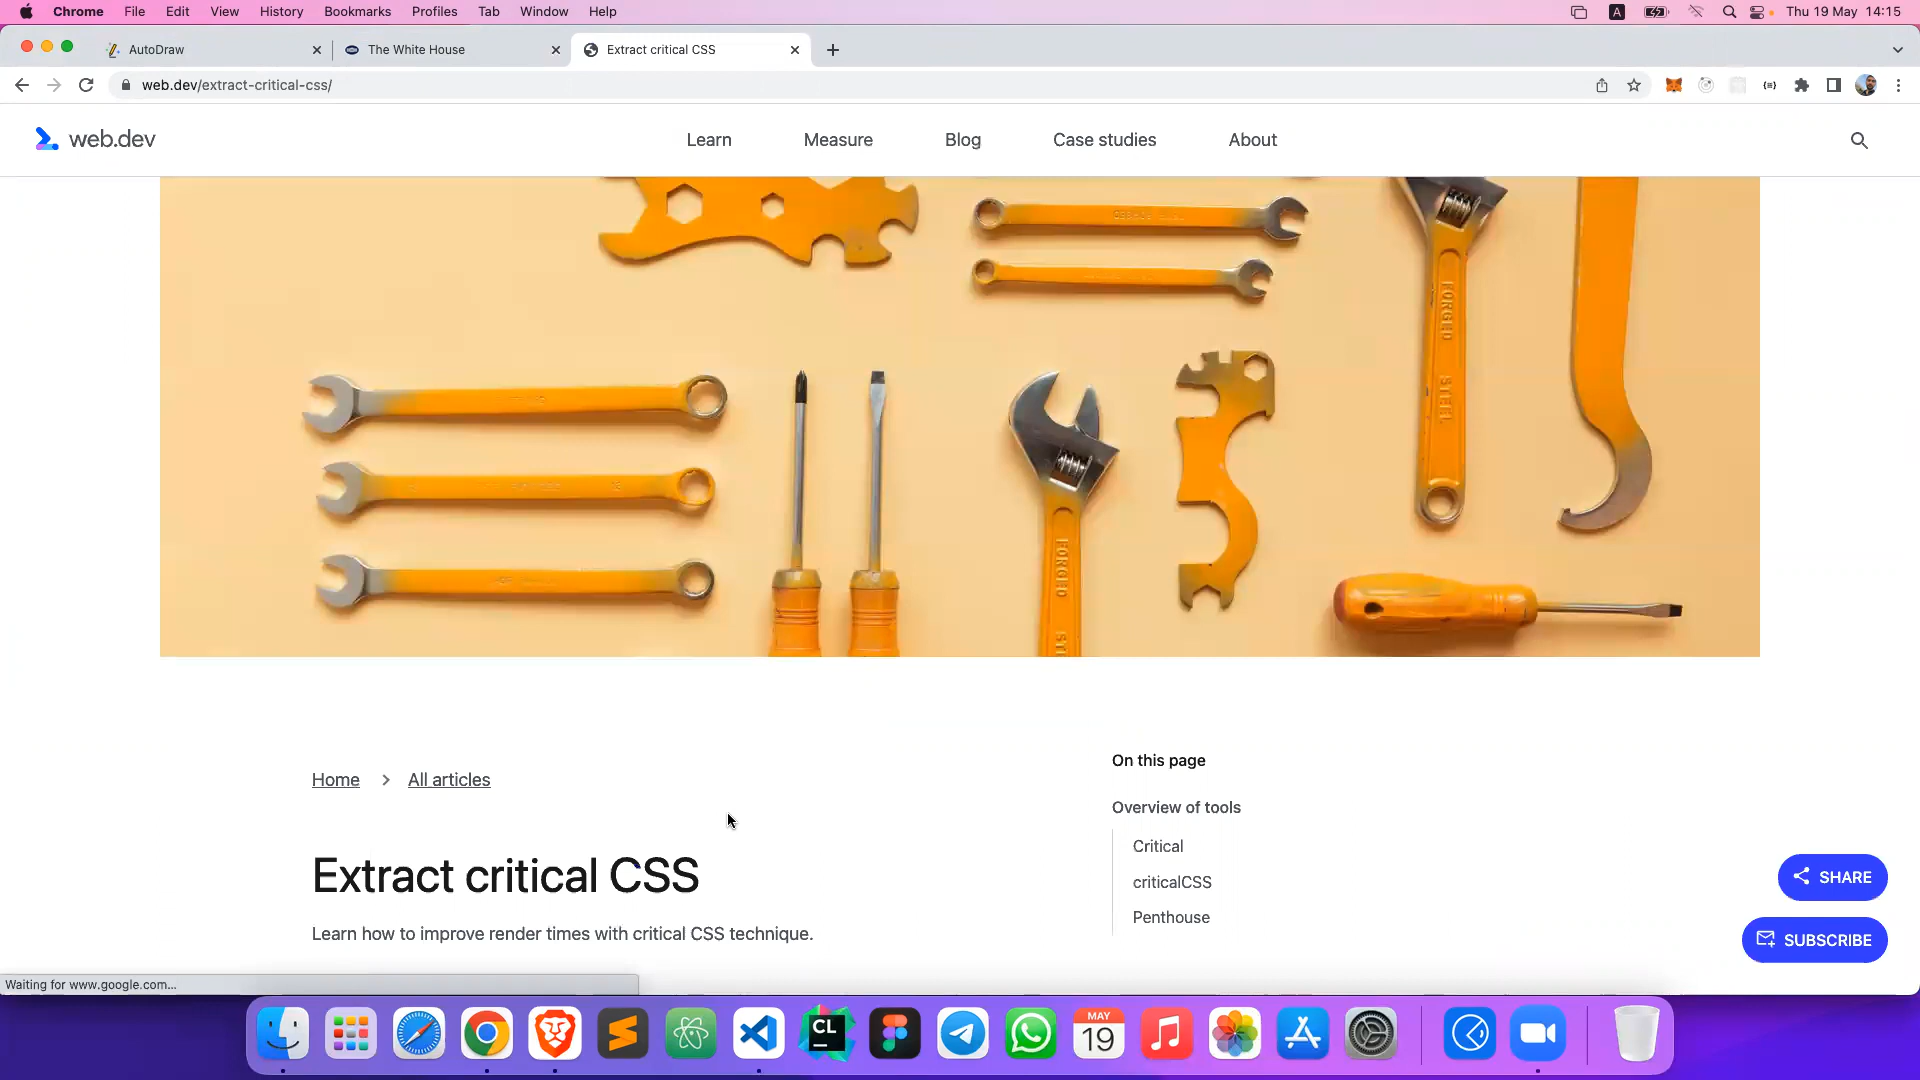 Chrome File Edit View History Bookmarks Profiles Tab Window Help
A
Thu 19 May 14:15
AutoDraw
The White House
Extract critical CSS
web.dev/extract-critical-css/
web.dev
Learn
Measure
Blog
Case studies
About
FORGED
STEEL
FORGED
Home
All articles
Extract critical CSS
Learn how to improve render times with critical CSS technique.
On this page
Overview of tools
Critical
criticalCSS
Penthouse
SHARE
SUBSCRIBE
Waiting for www.google.com...
CL
MAY
19